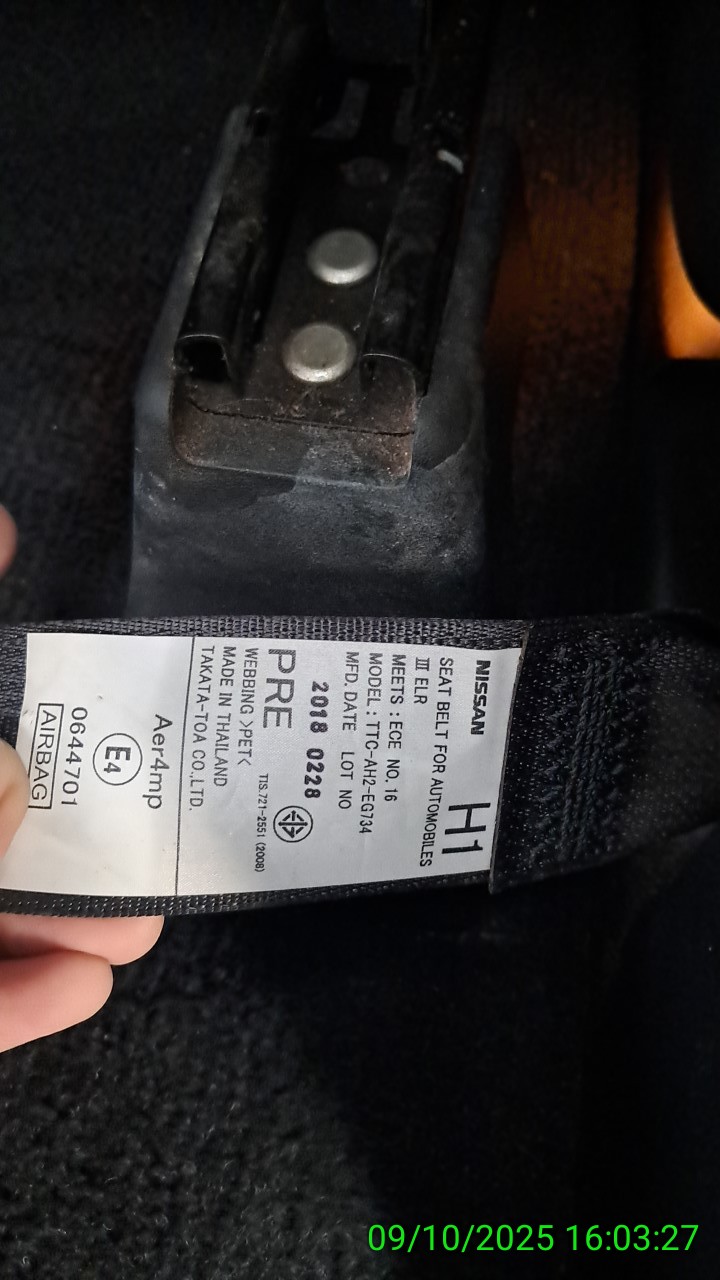 NISSAN
H1
SEAT BELT FOR AUTOMOBILES
III ELR
MEETS : ECE NO. 16
MODEL : TTC-AH2-EG734
MFD. DATE LOT NO
2018 0228
PRE
TIS.721-2551 (2008)
WEBBING >PET<
MADE IN THAILAND
TAKATA-TOA CO.,LTD.
Aer4mp
E4
0644701
AIRBAG
09/10/2025 16:03:27